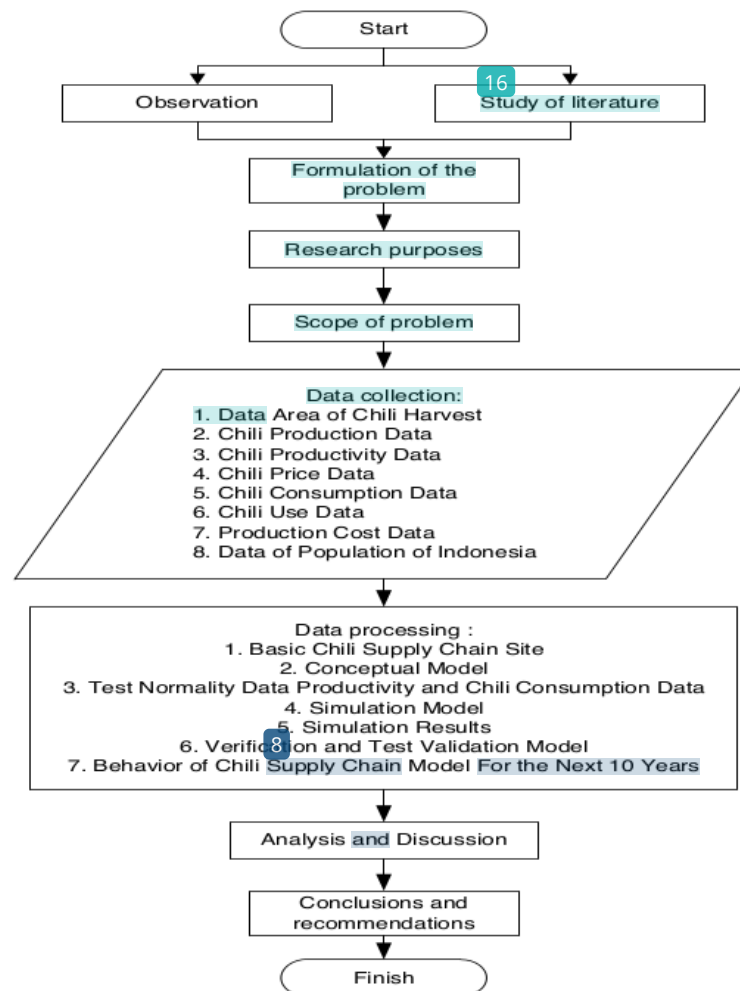 Start
Observation
16
Study of literature
Formulation of the
problem
Research purposes
Scope of problem
Data collection:
1. Data Area of Chili Harvest
2. Chili Production Data
3. Chili Productivity Data
4. Chili Price Data
5. Chili Consumption Data
6. Chili Use Data
7. Production Cost Data
8. Data of Population of Indonesia
Data processing :
1. Basic Chili Supply Chain Site
2. Conceptual Model
3. Test Normality Data Productivity and Chili Consumption Data
4. Simulation Model
5. Simulation Results
8
6. Verification and Test Validation Model
7. Behavior of Chili Supply Chain Model For the Next 10 Years
Analysis and Discussion
Conclusions and
recommendations
Finish